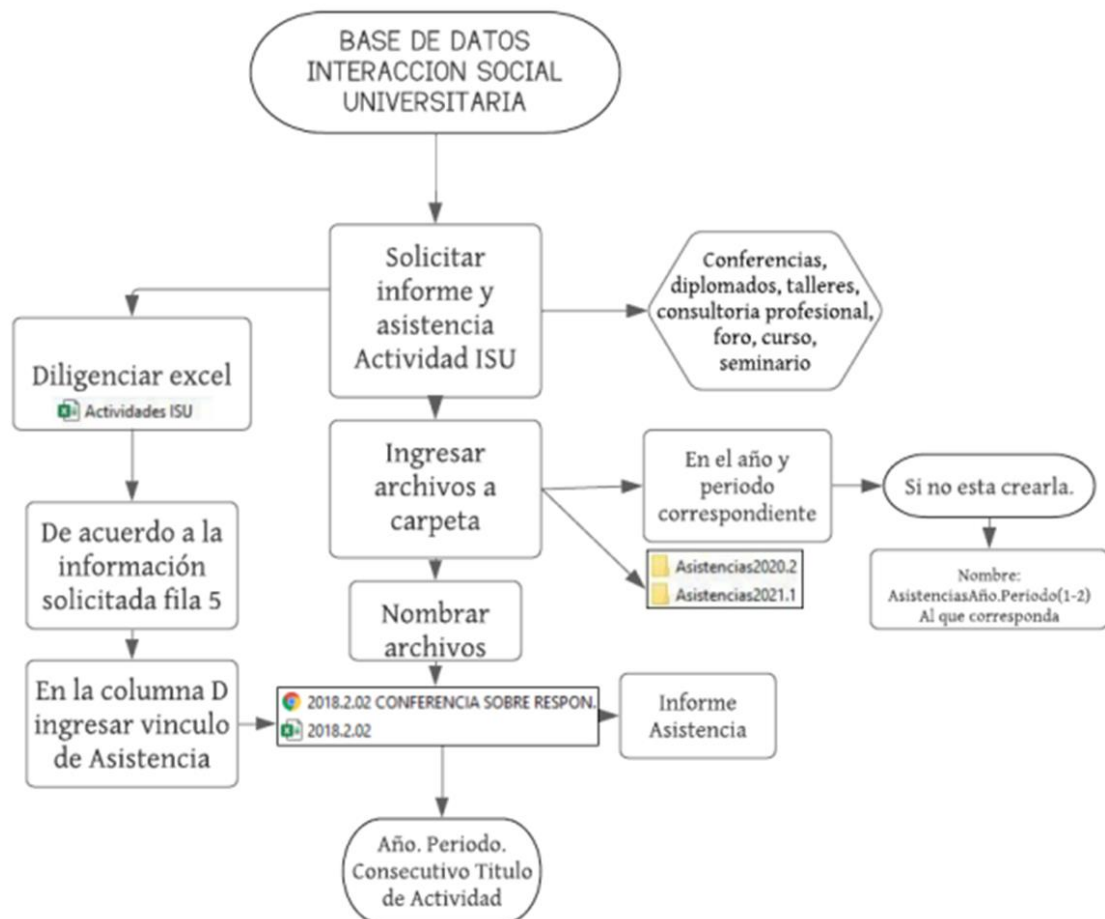 BASE DE DATOS
INTERACCION SOCIAL
UNIVERSITARIA
Solicitar
informe y
asistencia
Actividad ISU
Conferencias,
diplomados, talleres,
consultoria profesional,
foro, curso,
seminario
Diligenciar excel
Actividades ISU
Ingresar
archivos a
carpeta
En el año y
periodo
correspondiente
Si no esta crearla.
De acuerdo a la
información
solicitada fila 5
Asistencias2020.2
Asistencias2021.1
Nombre:
AsistenciasAño.Periodo(1-2)
Al que corresponda
Nombrar
archivos
En la columna D
ingresar vinculo
de Asistencia
2018.2.02 CONFERENCIA SOBRE RESPON.
2018.2.02
Informe
Asistencia
Año. Periodo.
Consecutivo Titulo
de Actividad